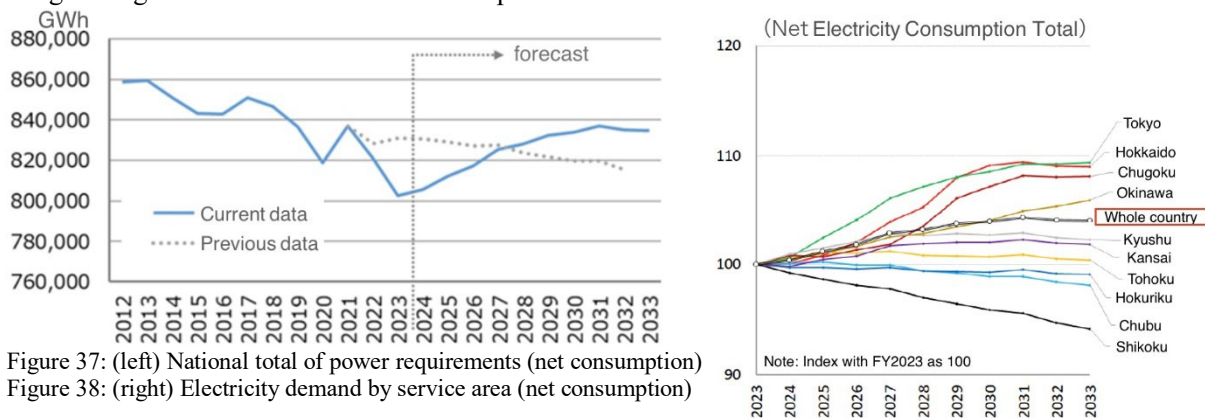 GWh
880,000
860,000
840,000
820,000
800,000
780,000
760,000
forecast
Current data
Previous data
2012
2013
2014
2015
2016
2017
2018
2019
2020
2021
2022
2023
2024
2025
2026
2027
2028
2029
2030
2031
2032
2033
Figure 37: (left) National total of power requirements (net consumption)
Figure 38: (right) Electricity demand by service area (net consumption)
(Net Electricity Consumption Total)
120
110
100
90
Tokyo
Hokkaido
Chugoku
Okinawa
Whole country
Kyushu
Kansai
Tohoku
Hokuriku
Chubu
Shikoku
Note: Index with FY2023 as 100
2023
2024
2025
2026
2027
2028
2029
2030
2031
2032
2033